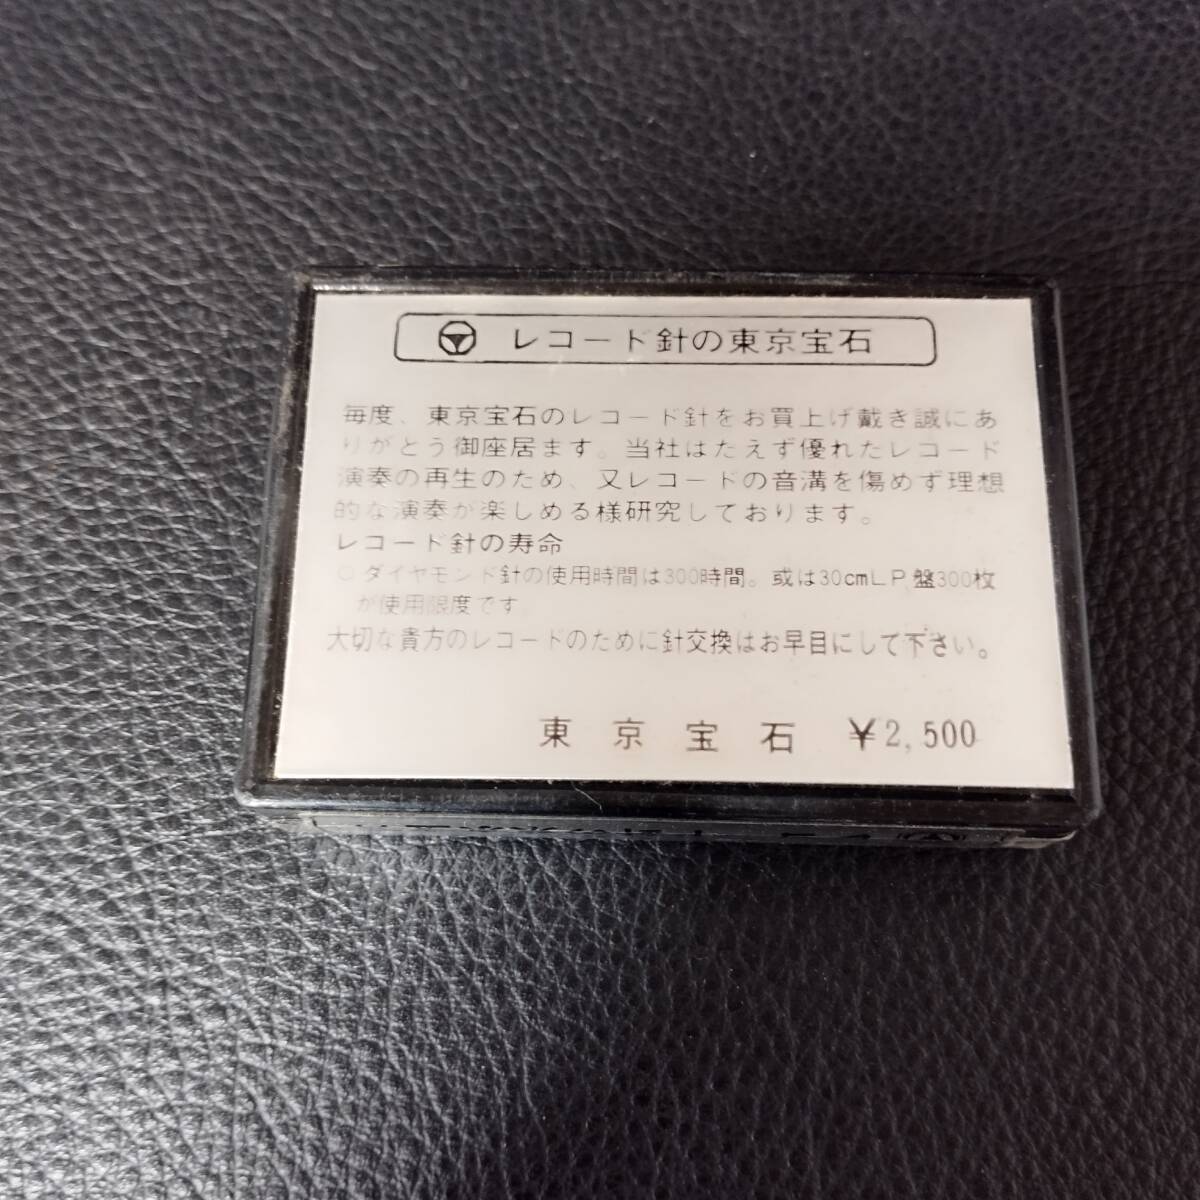 レコード針の東京宝石
毎度、東京宝石のレコード針をお買上げ戴き誠にあ
りがとう御座居ます。当社はたえず優れたレコード
演奏の再生のため、又レコードの音溝を傷めず理想
的な演奏が楽しめる様研究しております。
レコード針の寿命
○ダイヤモンド針の使用時間は300時間。或は30cmLP盤300枚
が使用限度です
大切な貴方のレコードのために針交換はお早目にして下さい。
東京宝石 ¥2,500